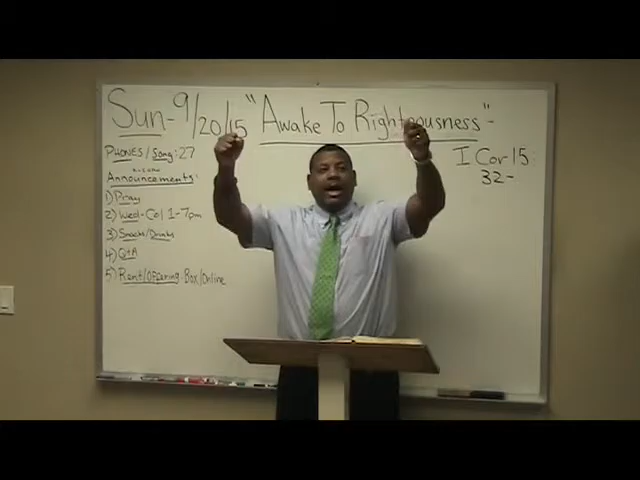 Sun-9/20/15 "Awake To Righteousness"-
PHONES/Song: 27
Announcements:
1) Pray
2) Wed-Col 1-7pm
3) Snacks/Drinks
4) Q+A
5) Rent/Offering Box/Online
I Cor-15:
32-